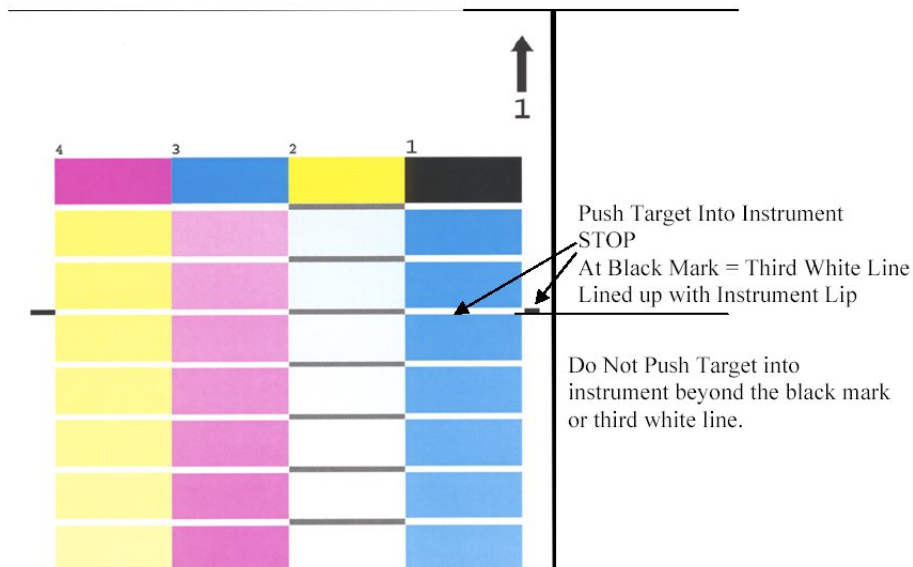 1
4 3 2 1
Push Target Into Instrument
STOP
At Black Mark = Third White Line
Lined up with Instrument Lip
Do Not Push Target into
instrument beyond the black mark
or third white line.